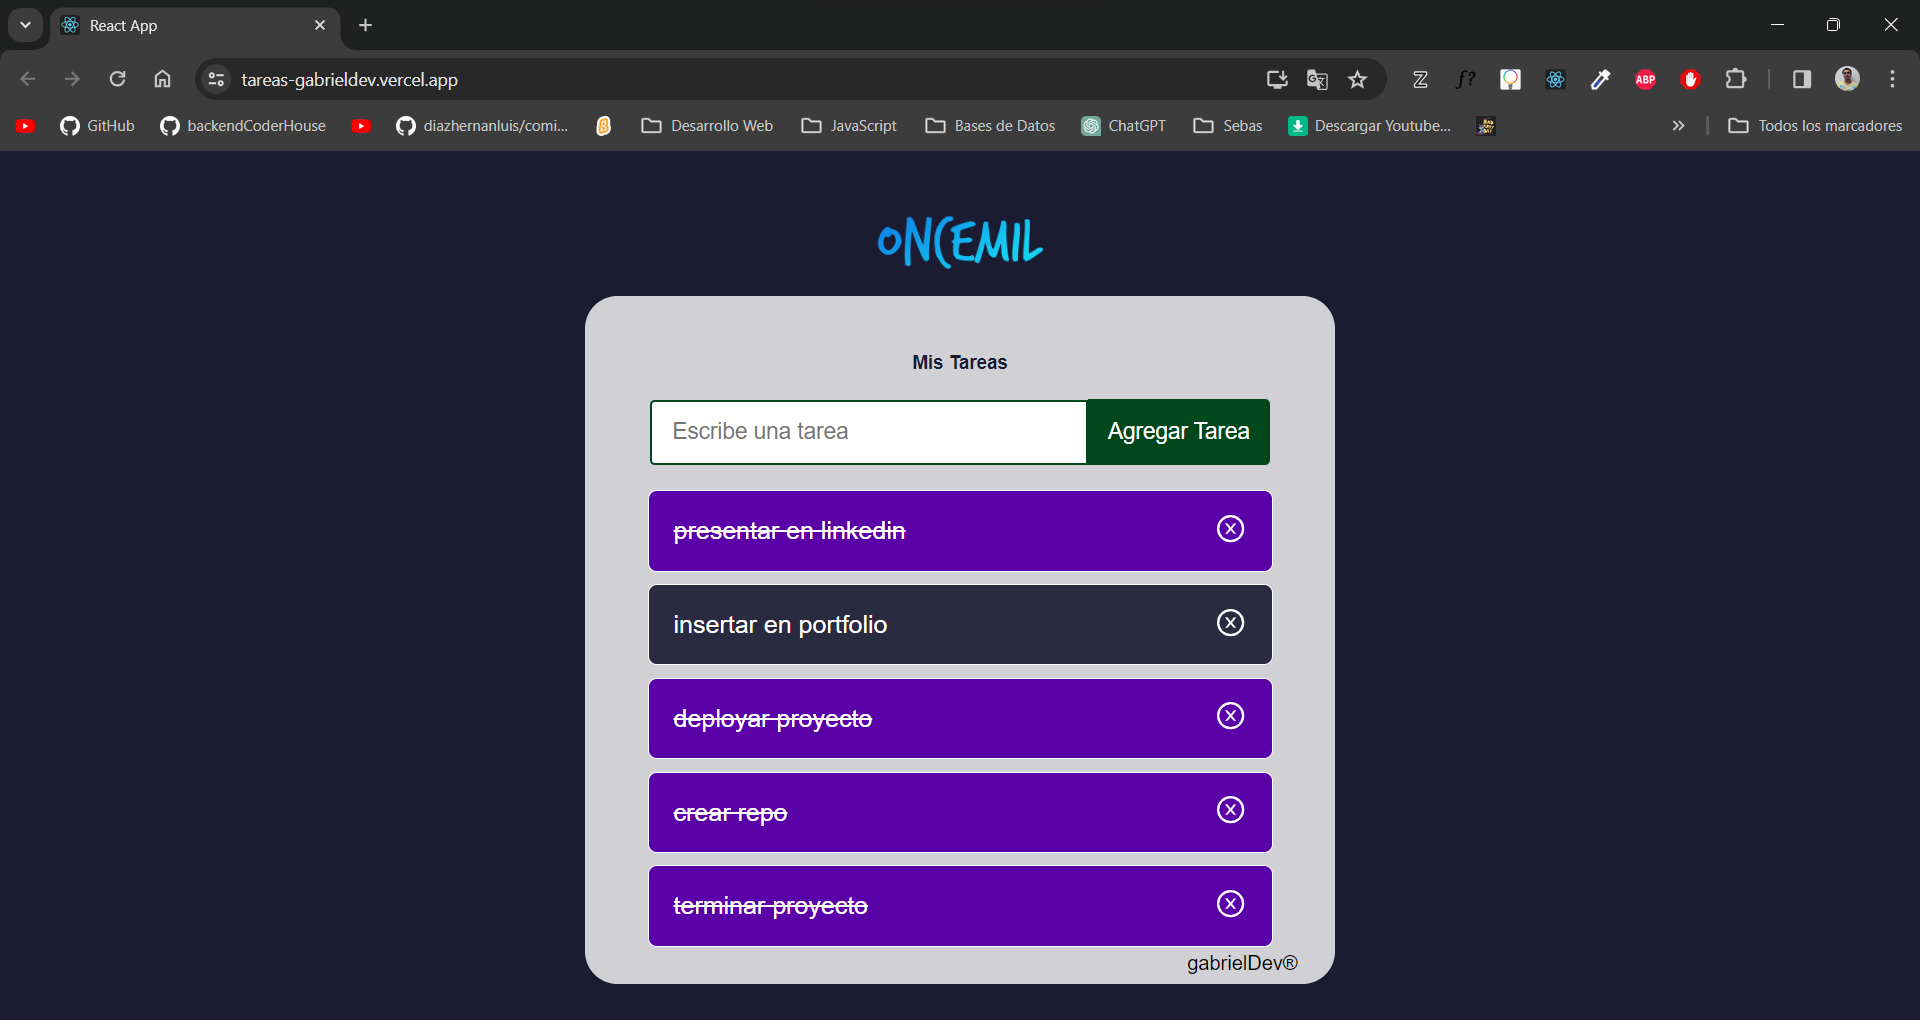 React App
tareas-gabrieldev.vercel.app
ABP
GitHub
backendCoderHouse
diazhernanluis/comi...
Desarrollo Web
JavaScript
Bases de Datos
ChatGPT
Sebas
Descargar Youtube...
Todos los marcadores
ONCEMIL
Mis Tareas
Escribe una tarea
Agregar Tarea
presentar en linkedin
insertar en portfolio
deployar proyecto
crear repo
terminar proyecto
gabrielDev®